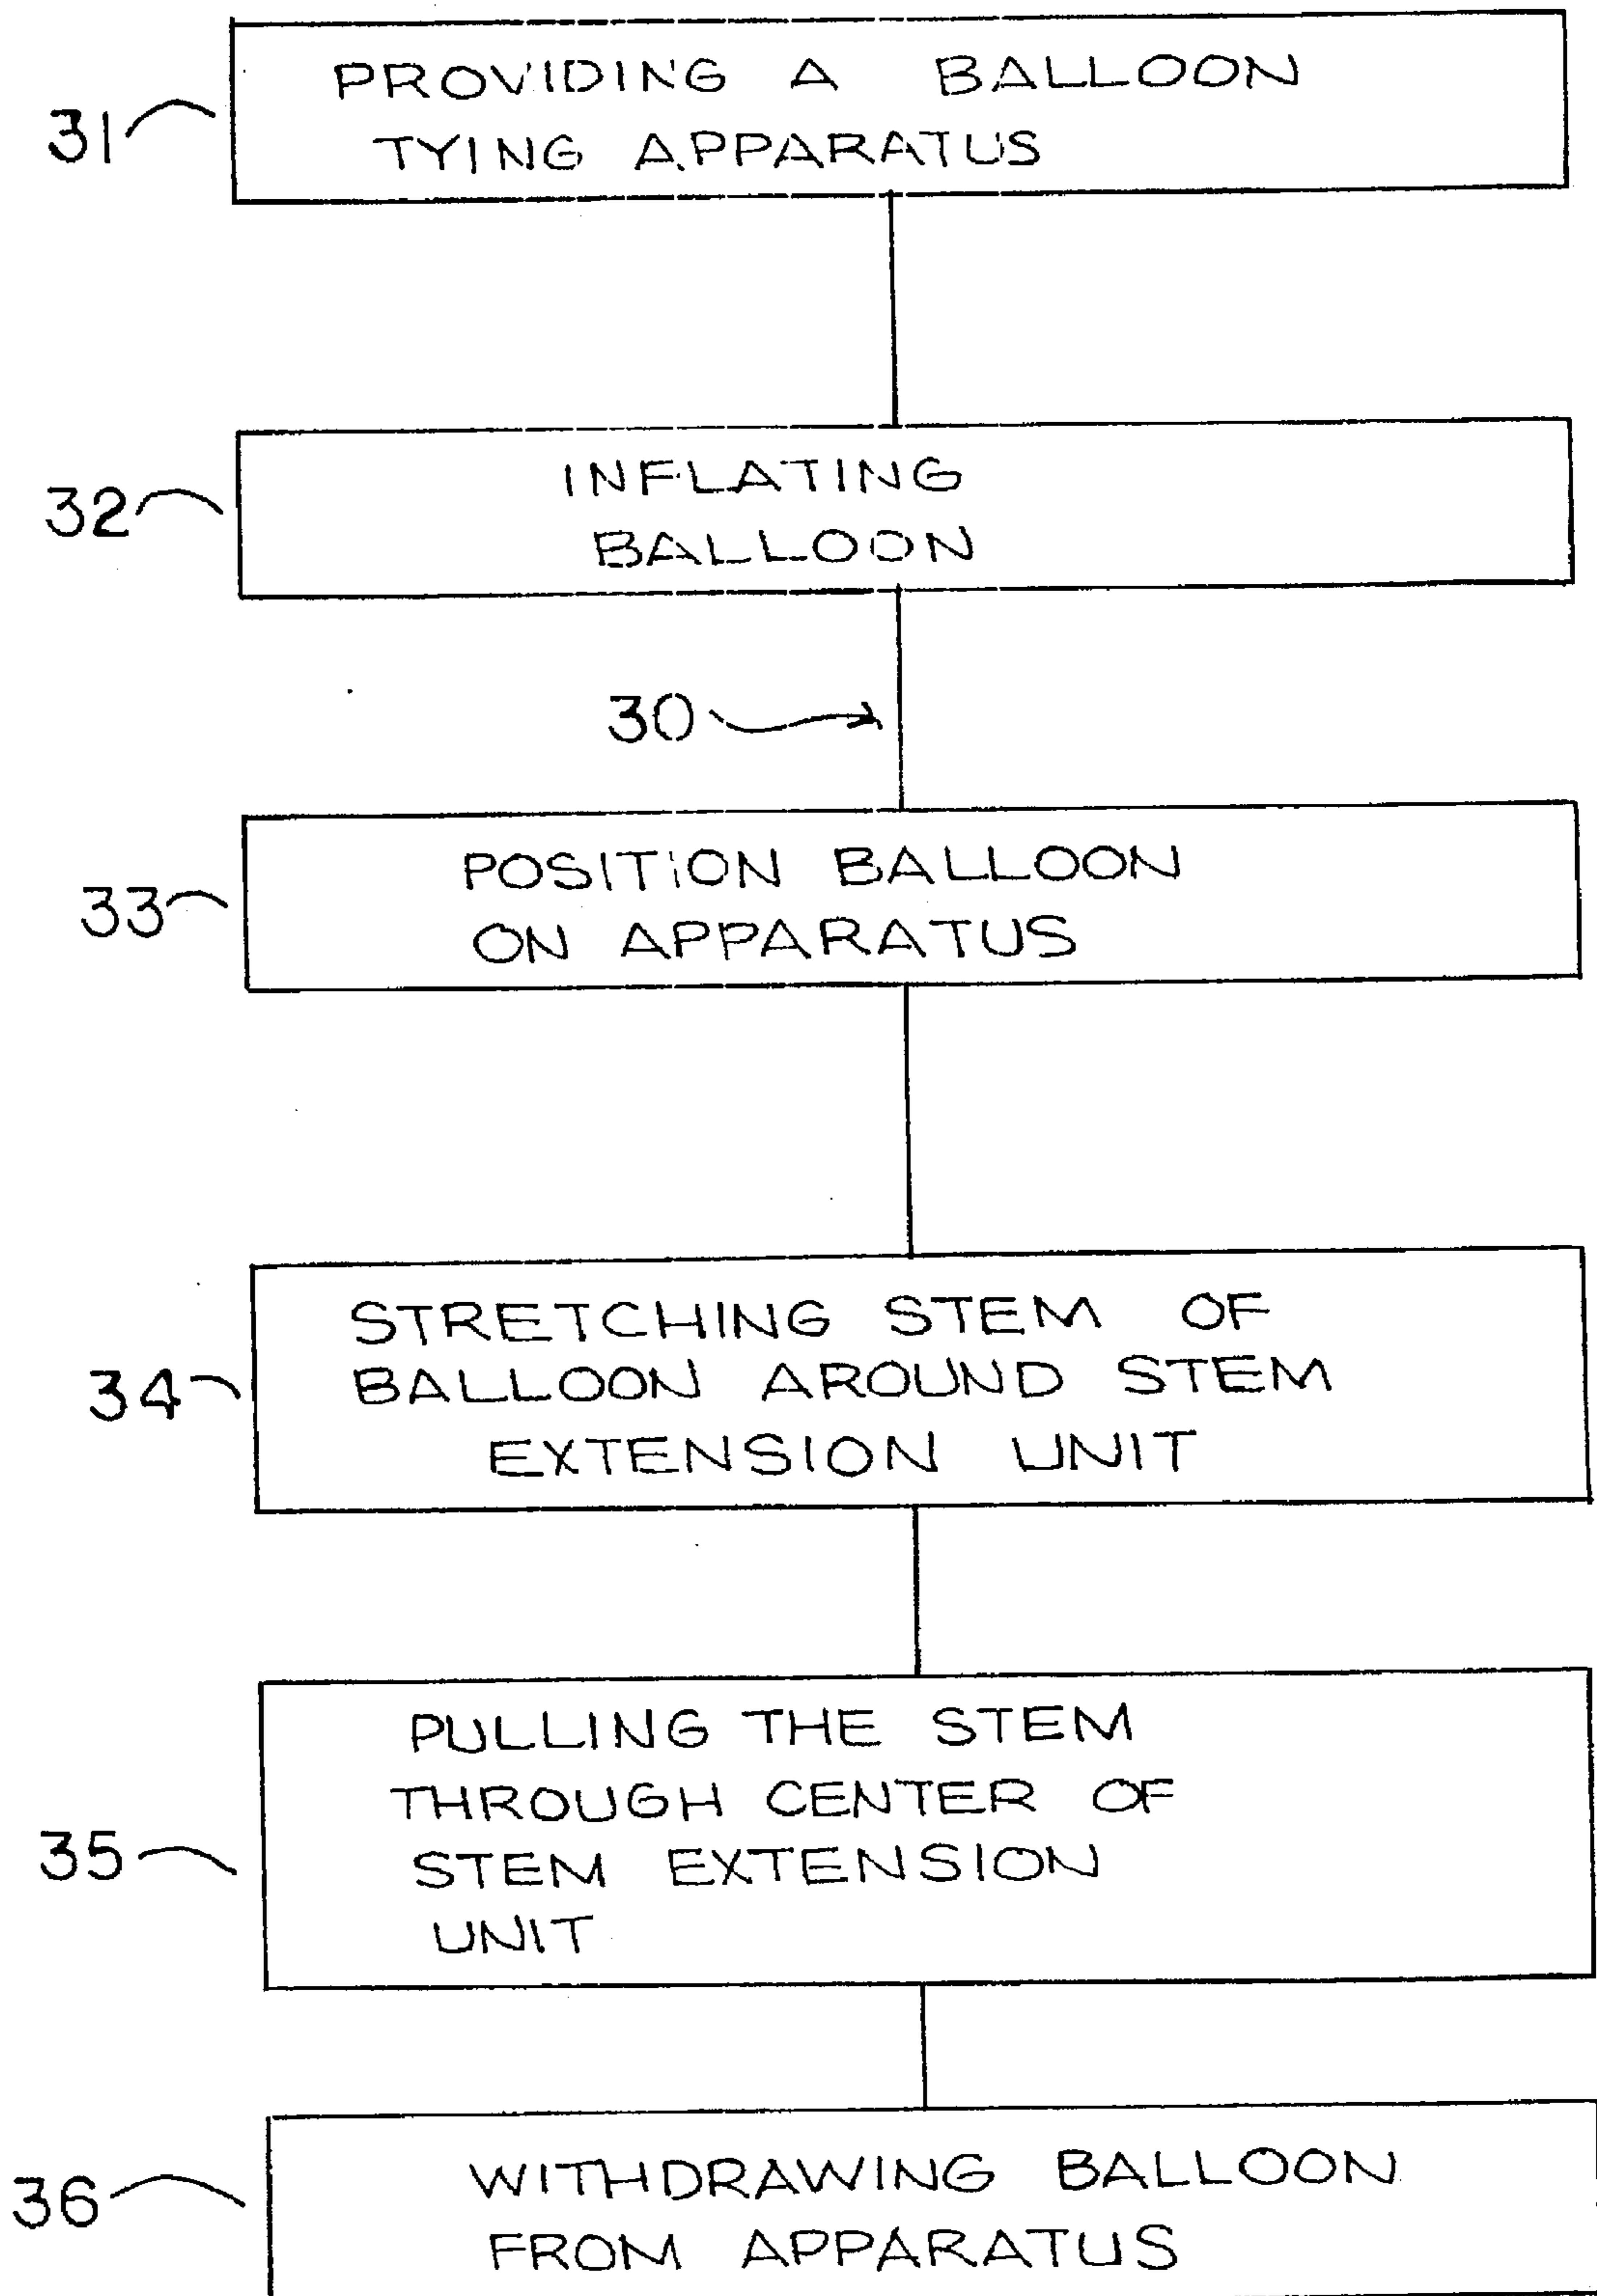 31
PROVIDING A BALLOON
TYING APPARATUS
32
INFLATING
BALLOON
30
33
POSITION BALLOON
ON APPARATUS
34
STRETCHING STEM OF
BALLOON AROUND STEM
EXTENSION UNIT
35
PULLING THE STEM
THROUGH CENTER OF
STEM EXTENSION
UNIT
36
WITHDRAWING BALLOON
FROM APPARATUS